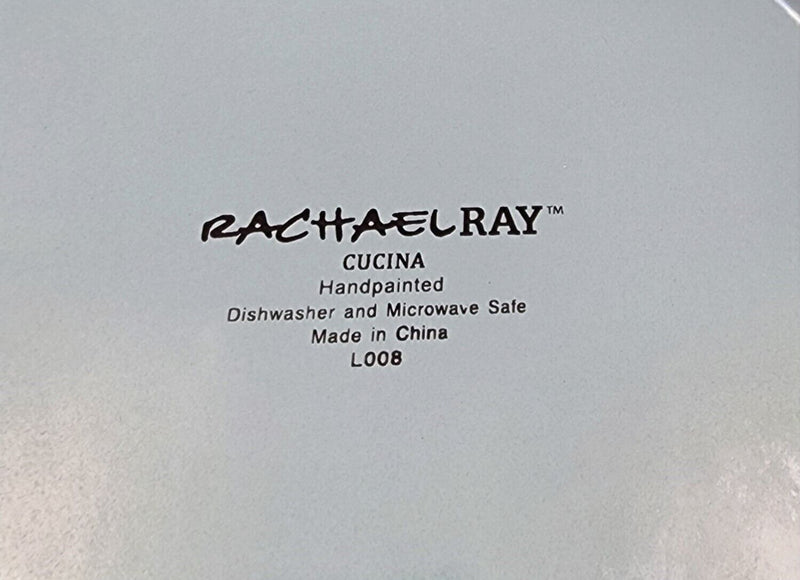 RACHAELRAY™
CUCINA
Handpainted
Dishwasher and Microwave Safe
Made in China
L008